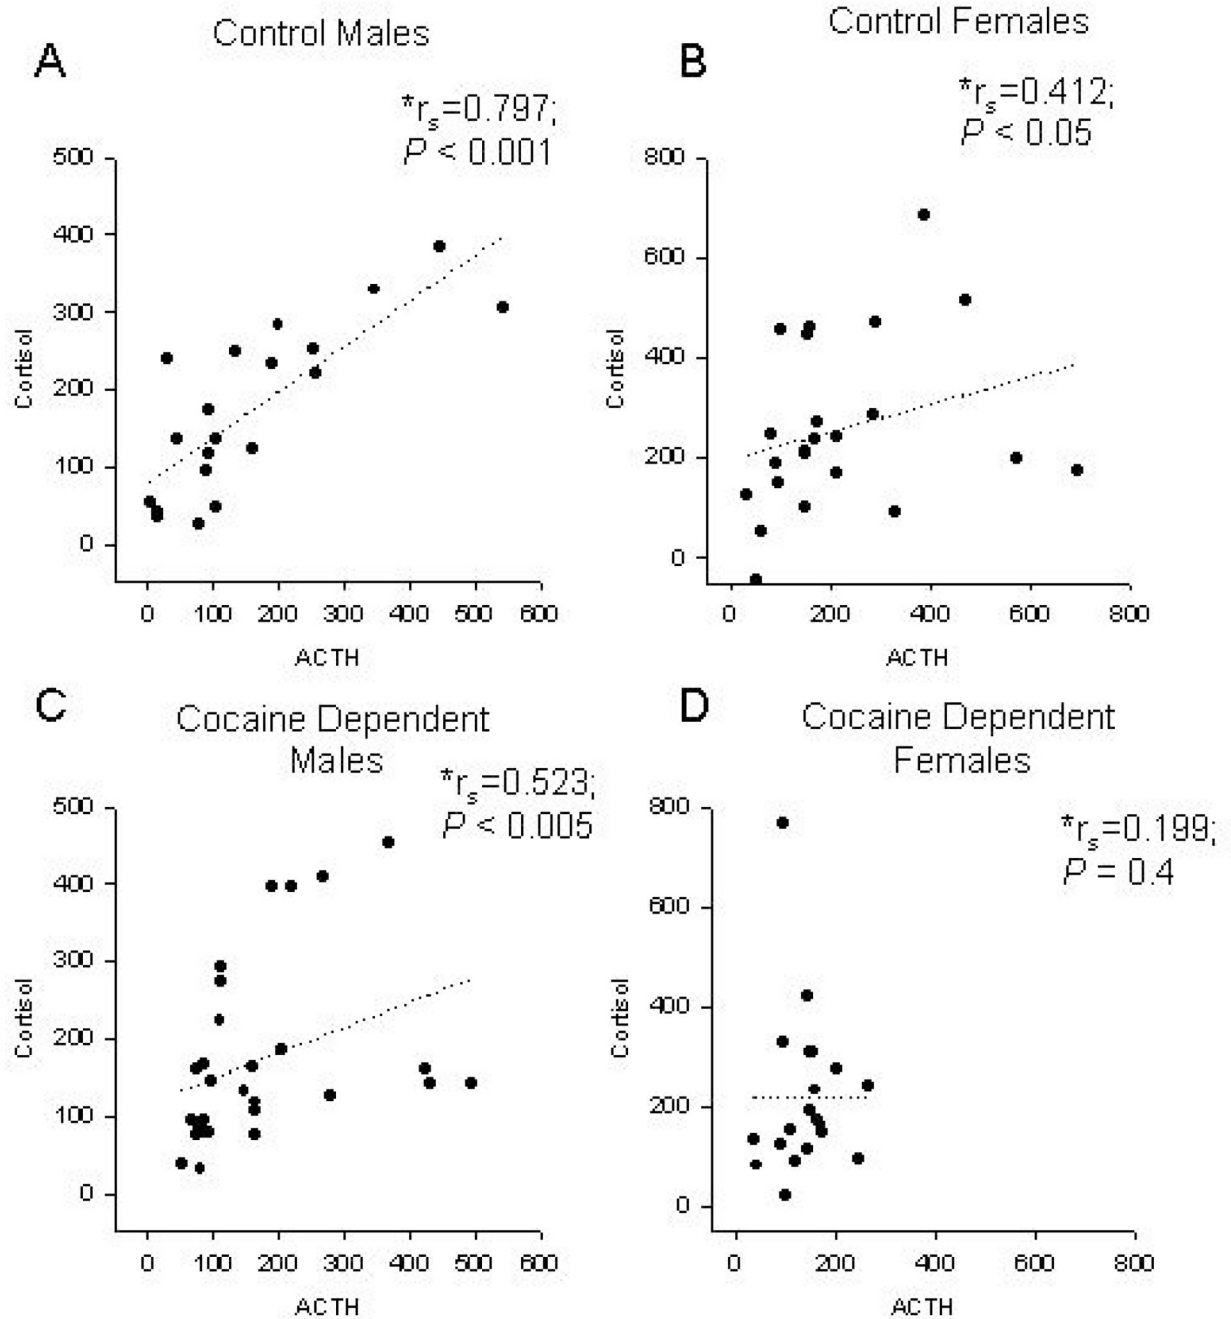 A
Control Males
*rs=0.797;
P < 0.001
500
400
300
200
100
0
Cortisol
0 100 200 300 400 500 600
ACTH
B
Control Females
*rs=0.412;
P < 0.05
800
600
400
200
0
Cortisol
0 200 400 600 800
ACTH
C
Cocaine Dependent
Males
*rs=0.523;
P < 0.005
500
400
300
200
100
0
Cortisol
0 100 200 300 400 500 600
ACTH
D
Cocaine Dependent
Females
*rs=0.199;
P = 0.4
800
600
400
200
0
Cortisol
0 200 400 600 800
ACTH